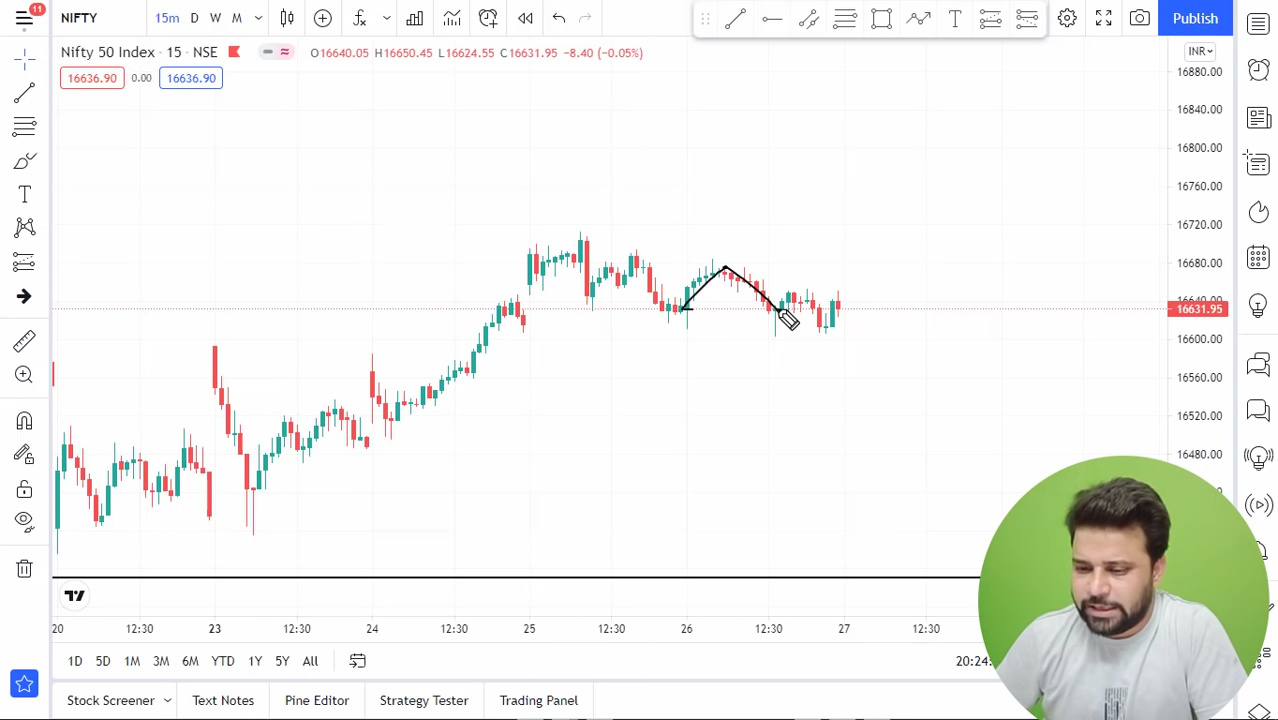 11
NIFTY
15m D W M
Publish
Nifty 50 Index · 15 · NSE
O16640.05 H16650.45 L16624.55 C16631.95 −8.40 (−0.05%)
INR
16636.90 0.00 16636.90
16880.00
16840.00
16800.00
16760.00
16720.00
16680.00
16640.00
16631.95
16600.00
16560.00
16520.00
16480.00
20 12:30 23 12:30 24 12:30 25 12:30 26 12:30 27 12:30
1D 5D 1M 3M 6M YTD 1Y 5Y All
20:24:
Stock Screener Text Notes Pine Editor Strategy Tester Trading Panel